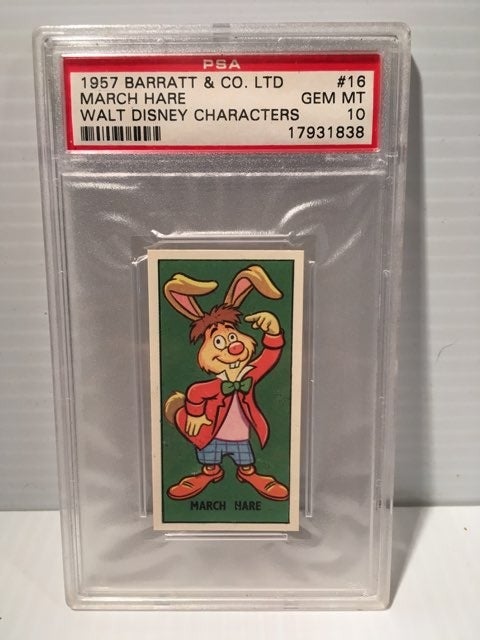 PSA
1957 BARRATT & CO. LTD #16
MARCH HARE GEM MT
WALT DISNEY CHARACTERS 10
17931838
MARCH HARE